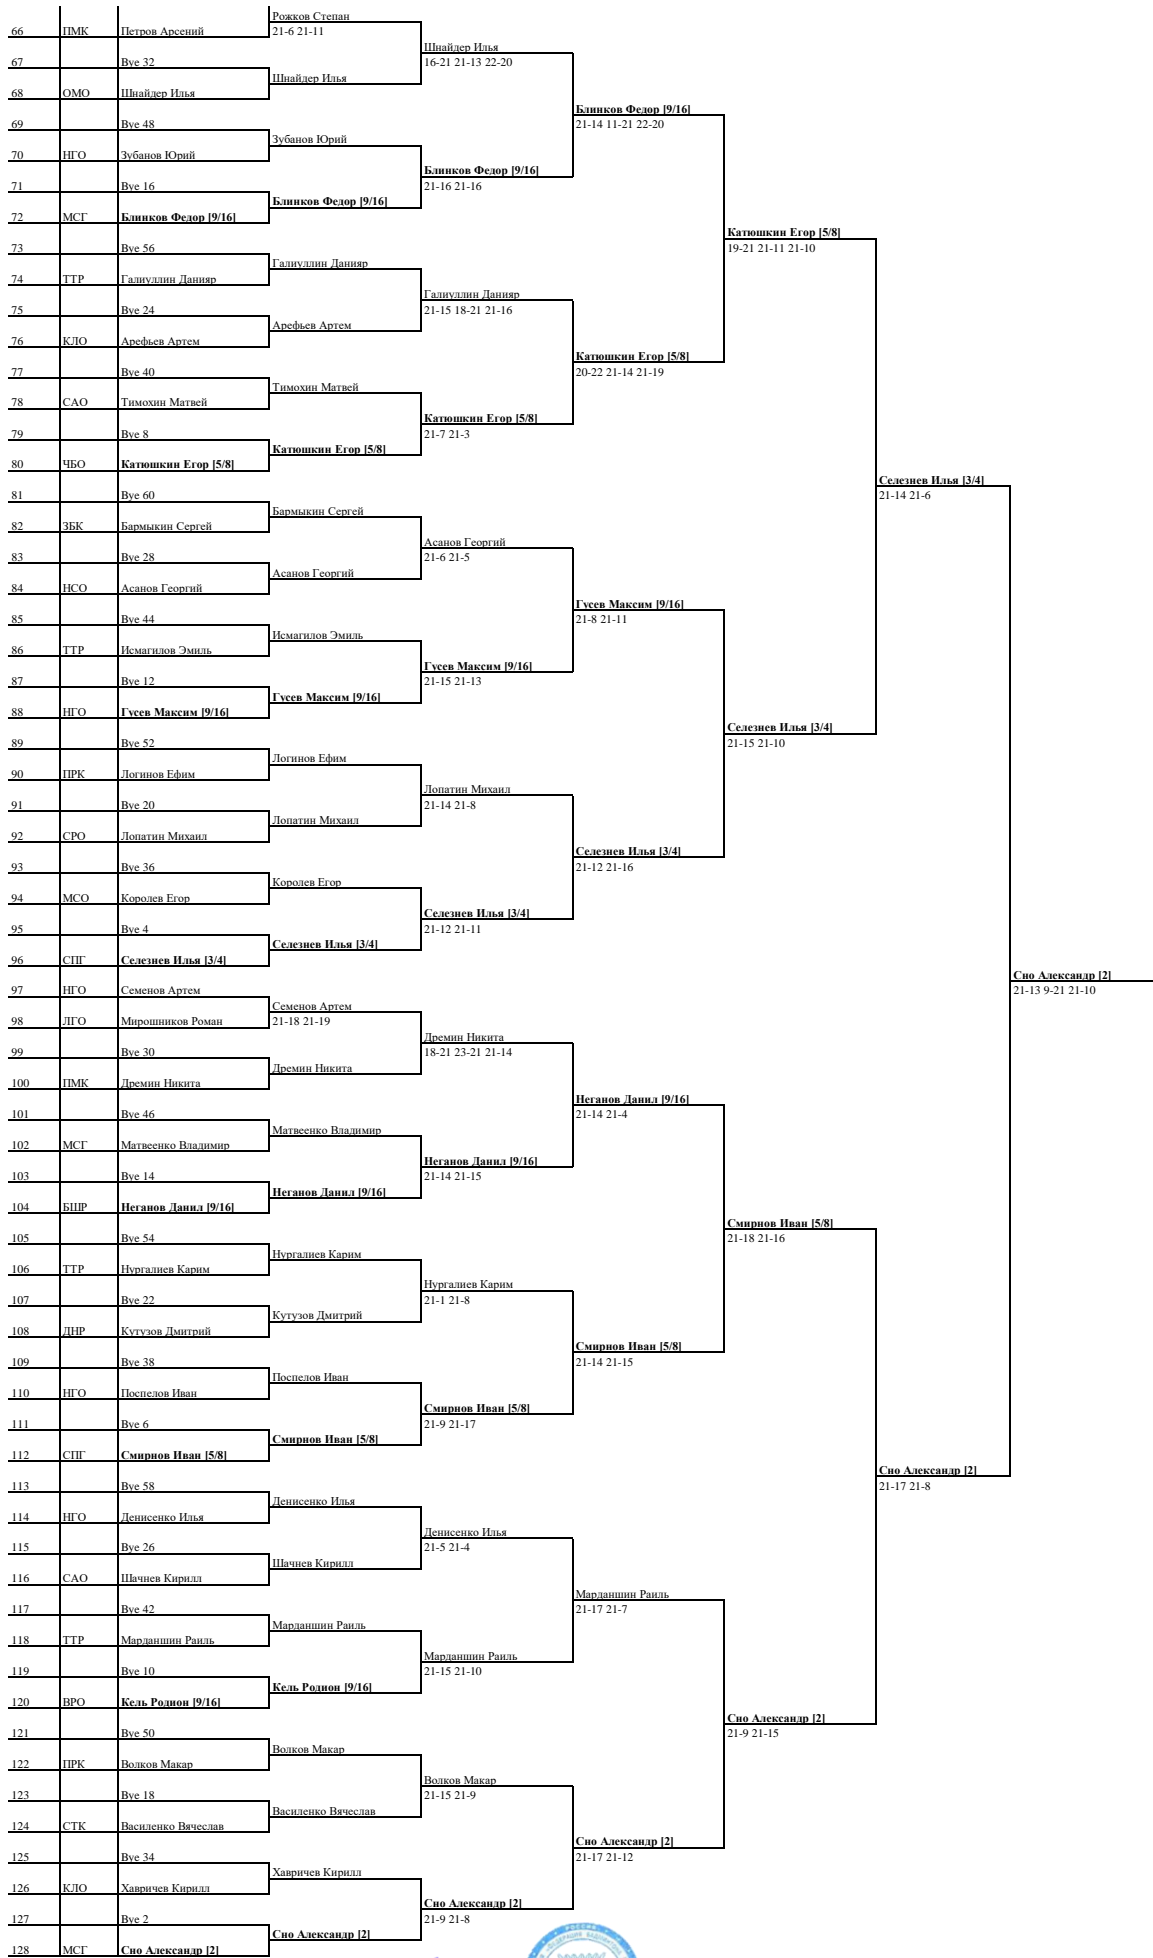 Рожков Степан
66 ПМК Петров Арсений 21-6 21-11
Шнайдер Илья
67 Bye 32 16-21 21-13 22-20
Шнайдер Илья
68 ОМО Шнайдер Илья
Блинков Федор [9/16]
69 Bye 48 21-14 11-21 22-20
Зубанов Юрий
70 НГО Зубанов Юрий
Блинков Федор [9/16]
71 Bye 16 21-16 21-16
Блинков Федор [9/16]
72 МСГ Блинков Федор [9/16]
Катюшкин Егор [5/8]
73 Bye 56 19-21 21-11 21-10
Галиуллин Данияр
74 ТТР Галиуллин Данияр
Галиуллин Данияр
75 Bye 24 21-15 18-21 21-16
Арефьев Артем
76 КЛО Арефьев Артем
Катюшкин Егор [5/8]
77 Bye 40 20-22 21-14 21-19
Тимохин Матвей
78 САО Тимохин Матвей
Катюшкин Егор [5/8]
79 Bye 8 21-7 21-3
Катюшкин Егор [5/8]
80 ЧБО Катюшкин Егор [5/8]
Селезнев Илья [3/4]
81 Bye 60 21-14 21-6
Бармыкин Сергей
82 ЗБК Бармыкин Сергей
Асанов Георгий
83 Bye 28 21-6 21-5
Асанов Георгий
84 НСО Асанов Георгий
Гусев Максим [9/16]
85 Bye 44 21-8 21-11
Исмагилов Эмиль
86 ТТР Исмагилов Эмиль
Гусев Максим [9/16]
87 Bye 12 21-15 21-13
Гусев Максим [9/16]
88 НГО Гусев Максим [9/16]
Селезнев Илья [3/4]
89 Bye 52 21-15 21-10
Логинов Ефим
90 ПРК Логинов Ефим
Лопатин Михаил
91 Bye 20 21-14 21-8
Лопатин Михаил
92 СРО Лопатин Михаил
Селезнев Илья [3/4]
93 Bye 36 21-12 21-16
Королев Егор
94 МСО Королев Егор
Селезнев Илья [3/4]
95 Bye 4 21-12 21-11
Селезнев Илья [3/4]
96 СПГ Селезнев Илья [3/4]
Сно Александр [2]
97 НГО Семенов Артем 21-13 9-21 21-10
Семенов Артем
98 ЛГО Мирошников Роман 21-18 21-19
Дремин Никита
99 Bye 30 18-21 23-21 21-14
Дремин Никита
100 ПМК Дремин Никита
Неганов Данил [9/16]
101 Bye 46 21-14 21-4
Матвеенко Владимир
102 МСГ Матвеенко Владимир
Неганов Данил [9/16]
103 Bye 14 21-14 21-15
Неганов Данил [9/16]
104 БШР Неганов Данил [9/16]
Смирнов Иван [5/8]
105 Bye 54 21-18 21-16
Нургалиев Карим
106 ТТР Нургалиев Карим
Нургалиев Карим
107 Bye 22 21-1 21-8
Кутузов Дмитрий
108 ДНР Кутузов Дмитрий
Смирнов Иван [5/8]
109 Bye 38 21-14 21-15
Поспелов Иван
110 НГО Поспелов Иван
Смирнов Иван [5/8]
111 Bye 6 21-9 21-17
Смирнов Иван [5/8]
112 СПГ Смирнов Иван [5/8]
Сно Александр [2]
113 Bye 58 21-17 21-8
Денисенко Илья
114 НГО Денисенко Илья
Денисенко Илья
115 Bye 26 21-5 21-4
Шачнев Кирилл
116 САО Шачнев Кирилл
Марданшин Раиль
117 Bye 42 21-17 21-7
Марданшин Раиль
118 ТТР Марданшин Раиль
Марданшин Раиль
119 Bye 10 21-15 21-10
Кель Родион [9/16]
120 ВРО Кель Родион [9/16]
Сно Александр [2]
121 Bye 50 21-9 21-15
Волков Макар
122 ПРК Волков Макар
Волков Макар
123 Bye 18 21-15 21-9
Василенко Вячеслав
124 СТК Василенко Вячеслав
Сно Александр [2]
125 Bye 34 21-17 21-12
Хавричев Кирилл
126 КЛО Хавричев Кирилл
Сно Александр [2]
127 Bye 2 21-9 21-8
Сно Александр [2]
128 МСГ Сно Александр [2]